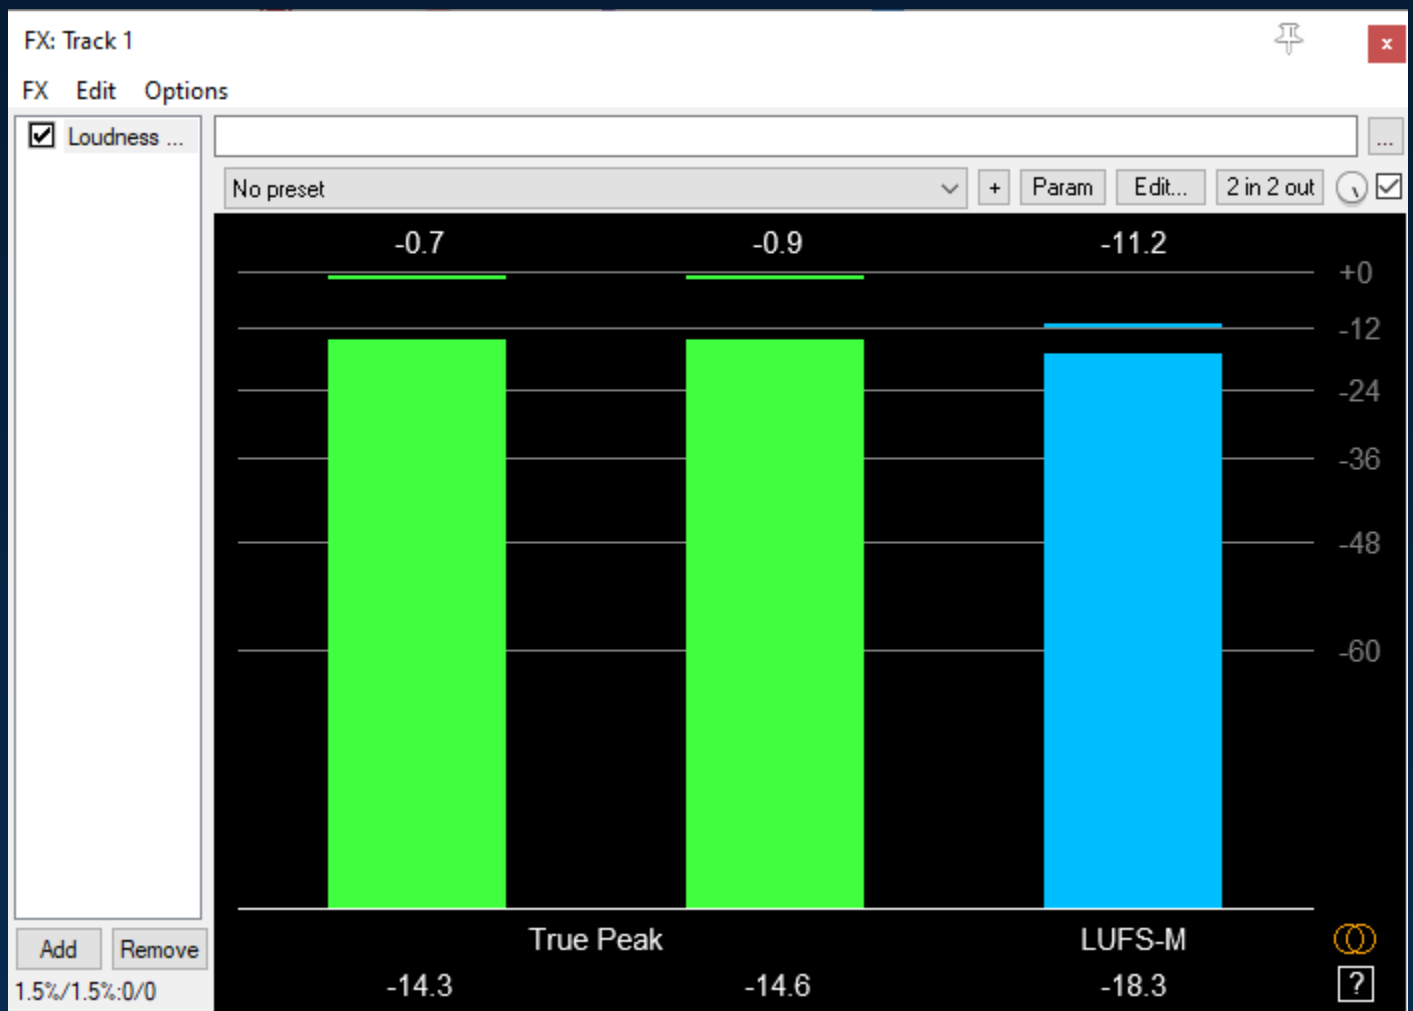 FX: Track 1
x
FX Edit Options
Loudness ...
...
No preset
+ Param Edit... 2 in 2 out
-0.7 -0.9 -11.2
+0
-12
-24
-36
-48
-60
True Peak LUFS-M
Add Remove
-14.3 -14.6 -18.3 ?
1.5%/1.5%:0/0